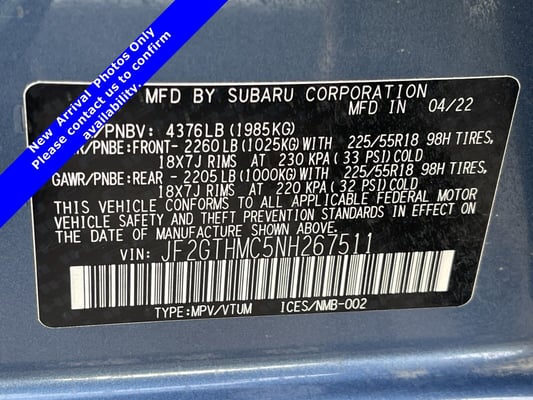 New Arrival Photos Only
Please contact us to confirm
availability.
MFD BY SUBARU CORPORATION
MFD IN 04/22
/PNBV: 4376LB(1985KG)
/PNBE:FRONT- 2260LB(1025KG)WITH 225/55R18 98H TIRES,
18X7J RIMS AT 230 KPA(33 PSI)COLD
GAWR/PNBE:REAR - 2205LB(1000KG)WITH 225/55R18 98H TIRES,
18X7J RIMS AT 220 KPA(32 PSI)COLD
THIS VEHICLE CONFORMS TO ALL APPLICABLE FEDERAL MOTOR
VEHICLE SAFETY AND THEFT PREVENTION STANDARDS IN EFFECT ON
THE DATE OF MANUFACTURE SHOWN ABOVE.
VIN: JF2GTHMC5NH267511
TYPE:MPV/VTUM ICES/NMB-002